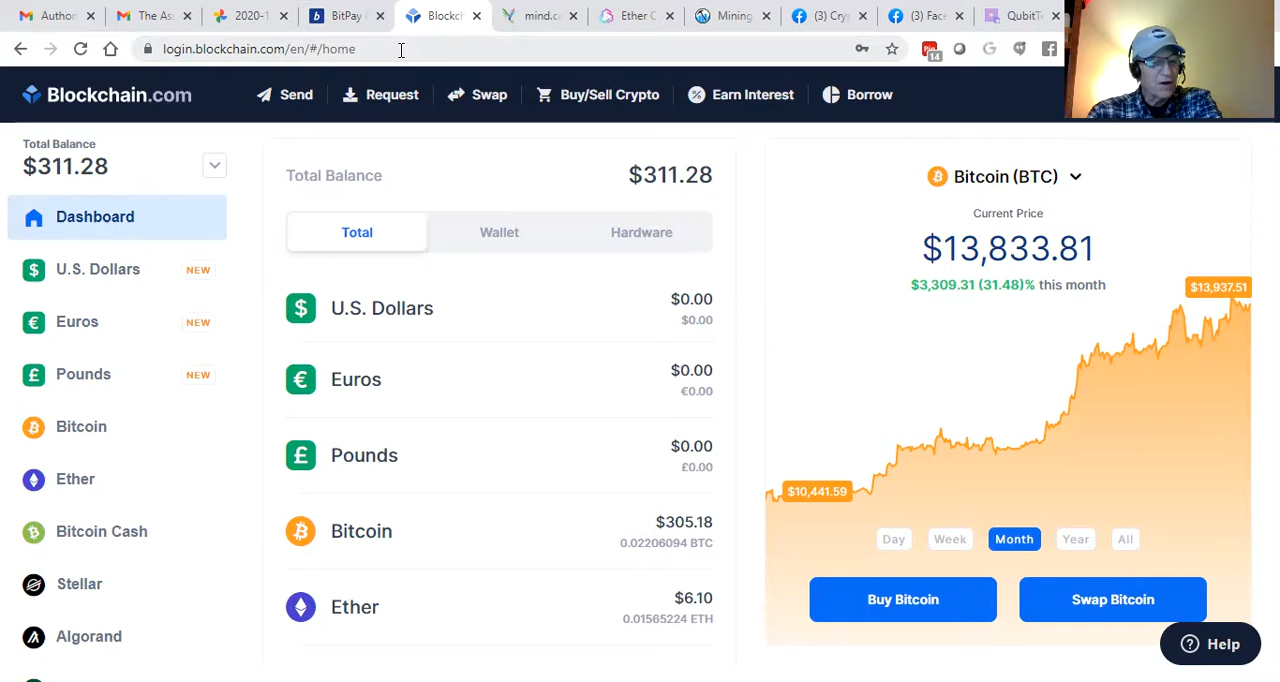 Author
The As
2020-1
BitPay
Blockch
mind.c
Ether C
Mining
(3) Cry
(3) Face
QubitT
login.blockchain.com/en/#/home
14
Blockchain.com
Send
Request
Swap
Buy/Sell Crypto
Earn Interest
Borrow
Total Balance
$311.28
Dashboard
U.S. Dollars NEW
Euros NEW
Pounds NEW
Bitcoin
Ether
Bitcoin Cash
Stellar
Algorand
Total Balance $311.28
Total Wallet Hardware
U.S. Dollars $0.00
$0.00
Euros $0.00
€0.00
Pounds $0.00
£0.00
Bitcoin $305.18
0.02206094 BTC
Ether $6.10
0.01565224 ETH
Bitcoin (BTC)
Current Price
$13,833.81
$3,309.31 (31.48)% this month
$13,937.51
$10,441.59
Day Week Month Year All
Buy Bitcoin Swap Bitcoin
Help